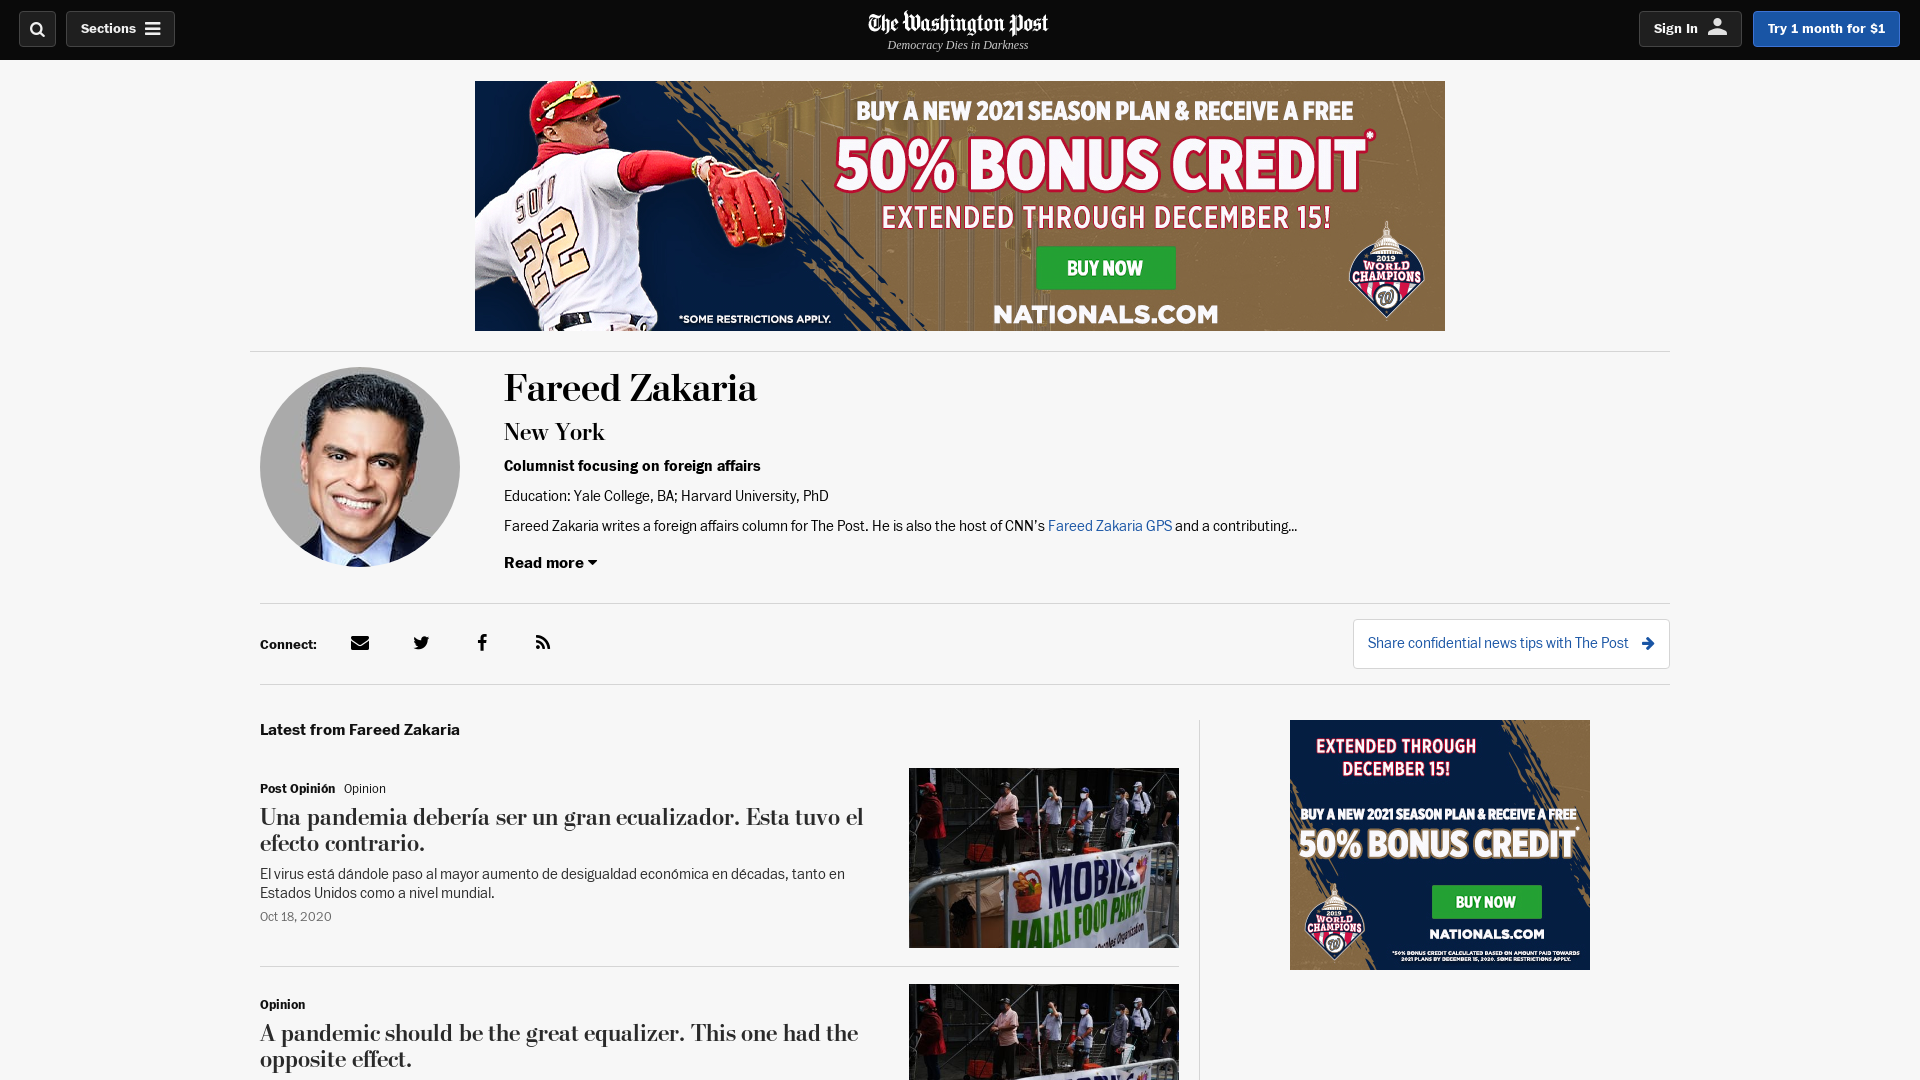 Sections
The Washington Post
Democracy Dies in Darkness
Sign In
Try 1 month for $1
BUY A NEW 2021 SEASON PLAN & RECEIVE A FREE
50% BONUS CREDIT*
EXTENDED THROUGH DECEMBER 15!
BUY NOW
NATIONALS.COM
*SOME RESTRICTIONS APPLY.
SOTO
22
2019
WORLD
CHAMPIONS
W
Fareed Zakaria
New York
Columnist focusing on foreign affairs
Education: Yale College, BA; Harvard University, PhD
Fareed Zakaria writes a foreign affairs column for The Post. He is also the host of CNN’s Fareed Zakaria GPS and a contributing...
Read more
Connect:
Share confidential news tips with The Post
Latest from Fareed Zakaria
Post Opinión Opinion
Una pandemia debería ser un gran ecualizador. Esta tuvo el
efecto contrario.
El virus está dándole paso al mayor aumento de desigualdad económica en décadas, tanto en
Estados Unidos como a nivel mundial.
Oct 18, 2020
MOBILE
HALAL FOOD PANTRY
Organization
EXTENDED THROUGH
DECEMBER 15!
BUY A NEW 2021 SEASON PLAN & RECEIVE A FREE
50% BONUS CREDIT*
BUY NOW
NATIONALS.COM
2019
WORLD
CHAMPIONS
W
*50% BONUS CREDIT CALCULATED BASED ON AMOUNT PAID TOWARDS
2021 PLANS BY DECEMBER 15, 2020. SOME RESTRICTIONS APPLY.
Opinion
A pandemic should be the great equalizer. This one had the
opposite effect.